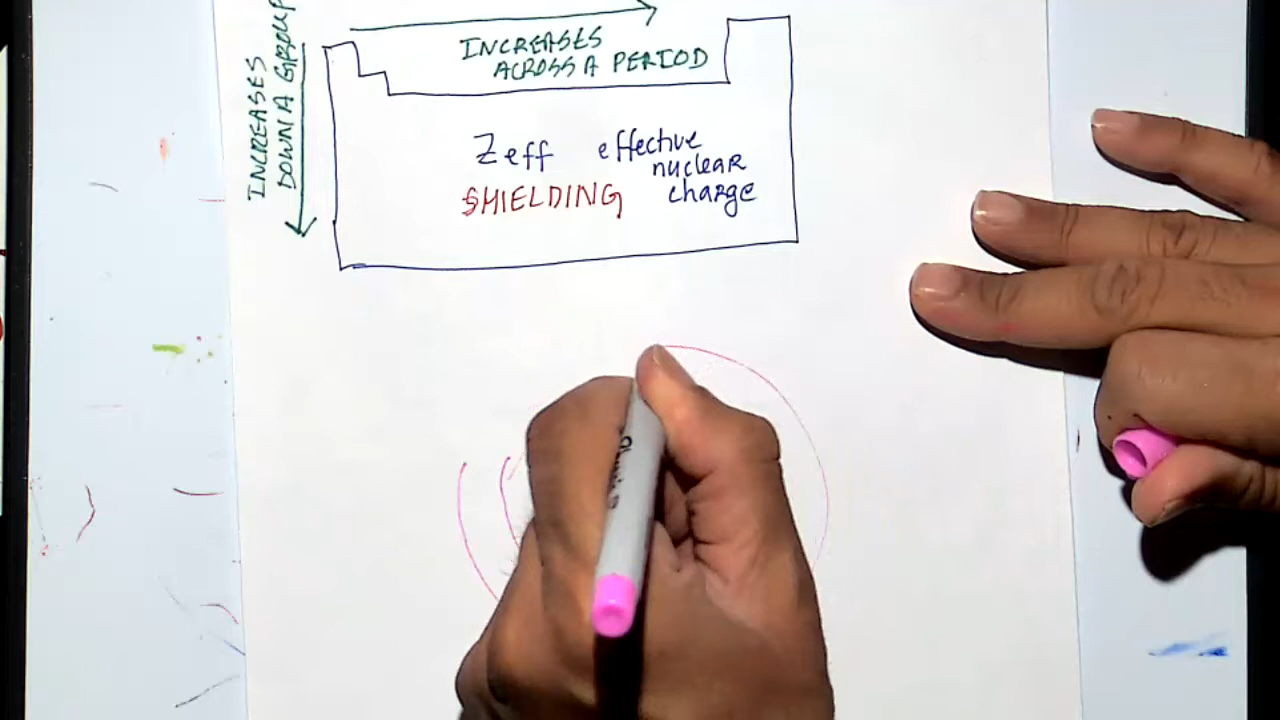 INCREASES
ACROSS A PERIOD
INCREASES
DOWN A GROUP
Zeff effective
nuclear
SHIELDING charge